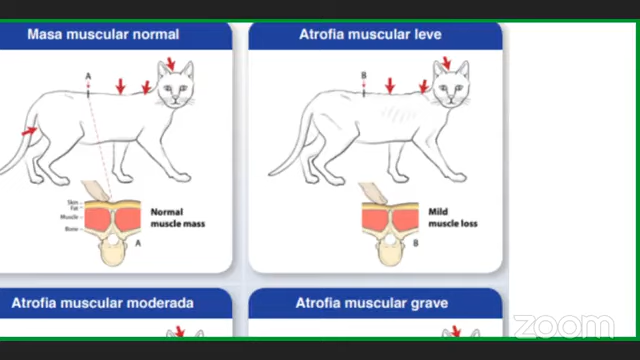 Masa muscular normal
Atrofia muscular leve
A
B
Skin
Fat
Muscle
Bone
Normal
muscle mass
A
Mild
muscle loss
B
Atrofia muscular moderada
Atrofia muscular grave
zoom